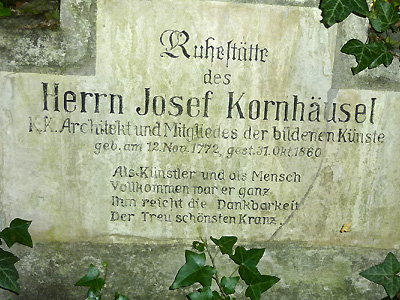 Ruhestätte
des
Herrn Josef Kornhäusel
K.K. Architekt und Mitgliedes der bildenen Künste
geb. am 12. Nov. 1772, gest. 31. Okt. 1860
Als Künstler und als Mensch
Vollkommen war er ganz
Ihm reicht die Dankbarkeit
Der Treu schönsten Kranz.